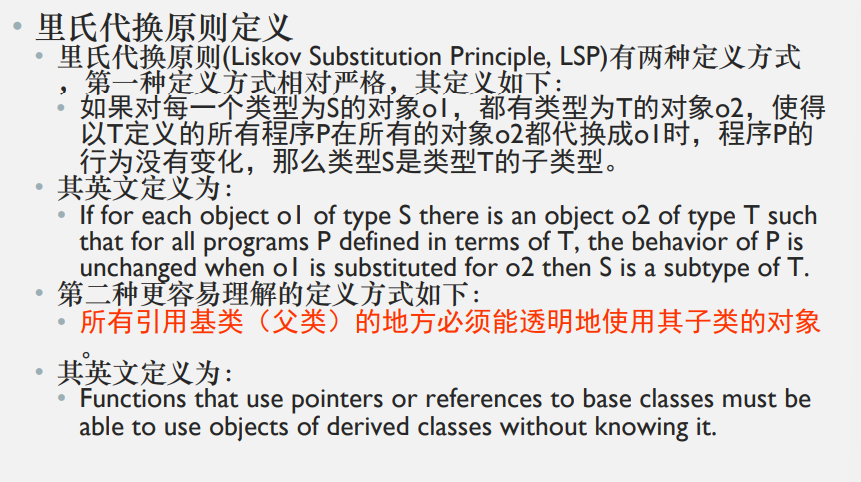 里氏代换原则定义
里氏代换原则(Liskov Substitution Principle, LSP)有两种定义方式
，第一种定义方式相对严格，其定义如下：
如果对每一个类型为S的对象o1，都有类型为T的对象o2，使得
以T定义的所有程序P在所有的对象o2都代换成o1时，程序P的
行为没有变化，那么类型S是类型T的子类型。
其英文定义为：
If for each object o1 of type S there is an object o2 of type T such
that for all programs P defined in terms of T, the behavior of P is
unchanged when o1 is substituted for o2 then S is a subtype of T.
第二种更容易理解的定义方式如下：
所有引用基类（父类）的地方必须能透明地使用其子类的对象
。
其英文定义为：
Functions that use pointers or references to base classes must be
able to use objects of derived classes without knowing it.